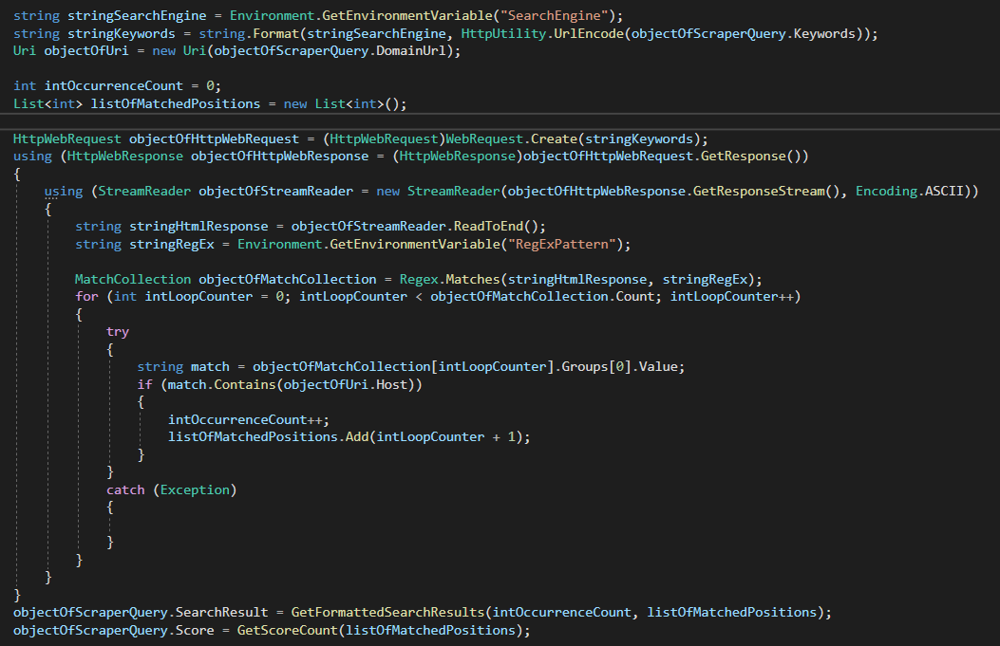 string stringSearchEngine = Environment.GetEnvironmentVariable("SearchEngine");
string stringKeywords = string.Format(stringSearchEngine, HttpUtility.UrlEncode(objectOfScraperQuery.Keywords));
Uri objectOfUri = new Uri(objectOfScraperQuery.DomainUrl);

int intOccurrenceCount = 0;
List<int> listOfMatchedPositions = new List<int>();

HttpWebRequest objectOfHttpWebRequest = (HttpWebRequest)WebRequest.Create(stringKeywords);
using (HttpWebResponse objectOfHttpWebResponse = (HttpWebResponse)objectOfHttpWebRequest.GetResponse())
{
    using (StreamReader objectOfStreamReader = new StreamReader(objectOfHttpWebResponse.GetResponseStream(), Encoding.ASCII))
    {
        string stringHtmlResponse = objectOfStreamReader.ReadToEnd();
        string stringRegEx = Environment.GetEnvironmentVariable("RegExPattern");

        MatchCollection objectOfMatchCollection = Regex.Matches(stringHtmlResponse, stringRegEx);
        for (int intLoopCounter = 0; intLoopCounter < objectOfMatchCollection.Count; intLoopCounter++)
        {
            try
            {
                string match = objectOfMatchCollection[intLoopCounter].Groups[0].Value;
                if (match.Contains(objectOfUri.Host))
                {
                    intOccurrenceCount++;
                    listOfMatchedPositions.Add(intLoopCounter + 1);
                }
            }
            catch (Exception)
            {

            }
        }
    }
}
objectOfScraperQuery.SearchResult = GetFormattedSearchResults(intOccurrenceCount, listOfMatchedPositions);
objectOfScraperQuery.Score = GetScoreCount(listOfMatchedPositions);